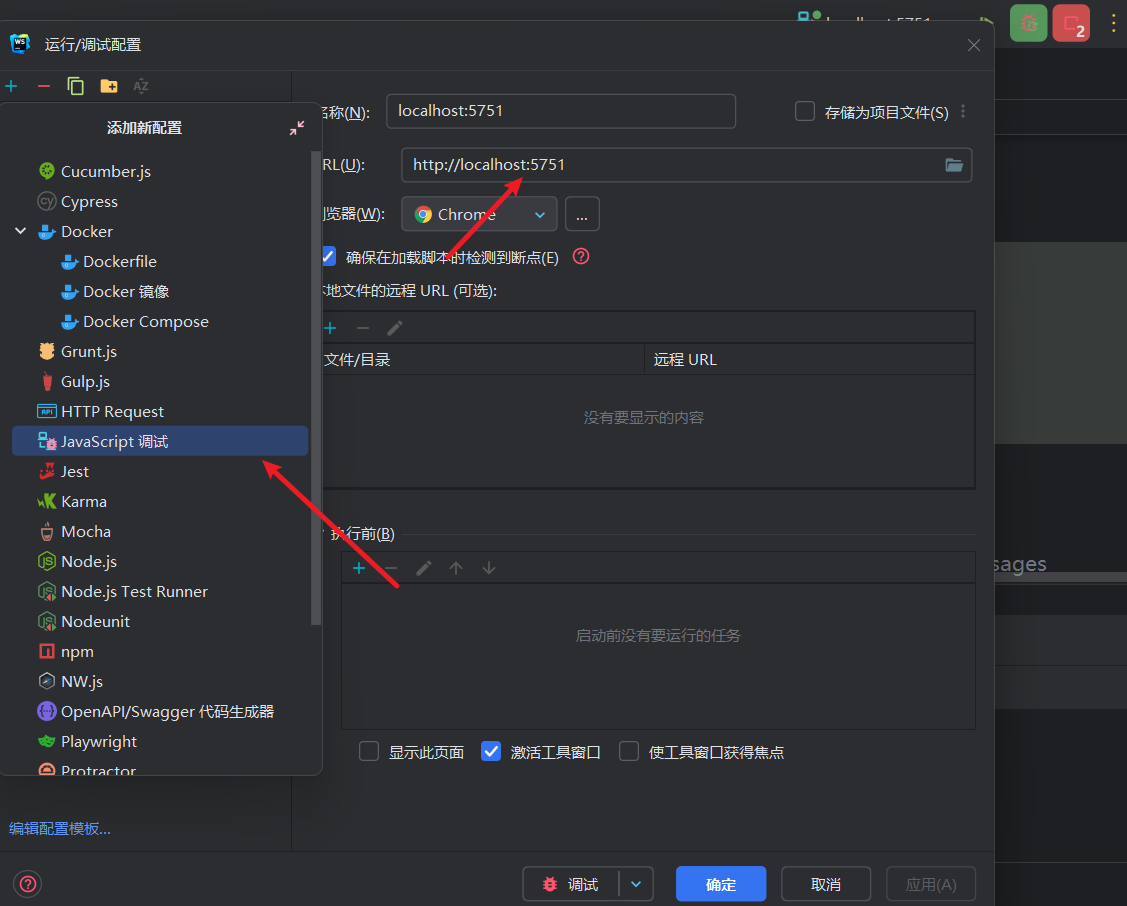 运行/调试配置
添加新配置
Cucumber.js
Cypress
Docker
Dockerfile
Docker 镜像
Docker Compose
Grunt.js
Gulp.js
HTTP Request
JavaScript 调试
Jest
Karma
Mocha
Node.js
Node.js Test Runner
Nodeunit
npm
NW.js
OpenAPI/Swagger 代码生成器
Playwright
Protractor
编辑配置模板...
名称(N):
localhost:5751
存储为项目文件(S)
RL(U):
http://localhost:5751
浏览器(W):
Chrome
...
确保在加载脚本时检测到断点(E)
本地文件的远程 URL (可选):
文件/目录
远程 URL
没有要显示的内容
执行前(B)
启动前没有要运行的任务
显示此页面
激活工具窗口
使工具窗口获得焦点
调试
确定
取消
应用(A)
localhost:5751
2
sages